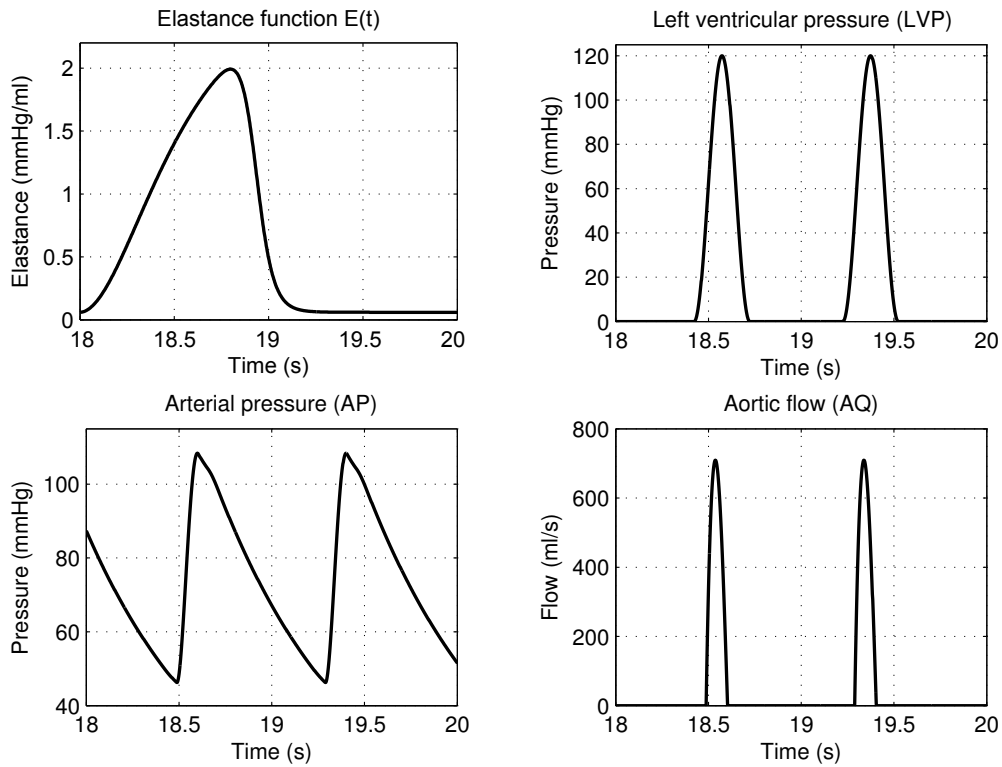 Elastance function E(t)
Elastance (mmHg/ml)
2
1.5
1
0.5
0
18 18.5 19 19.5 20
Time (s)
Left ventricular pressure (LVP)
Pressure (mmHg)
120
100
80
60
40
20
0
18 18.5 19 19.5 20
Time (s)
Arterial pressure (AP)
Pressure (mmHg)
100
80
60
40
18 18.5 19 19.5 20
Time (s)
Aortic flow (AQ)
Flow (ml/s)
800
600
400
200
0
18 18.5 19 19.5 20
Time (s)